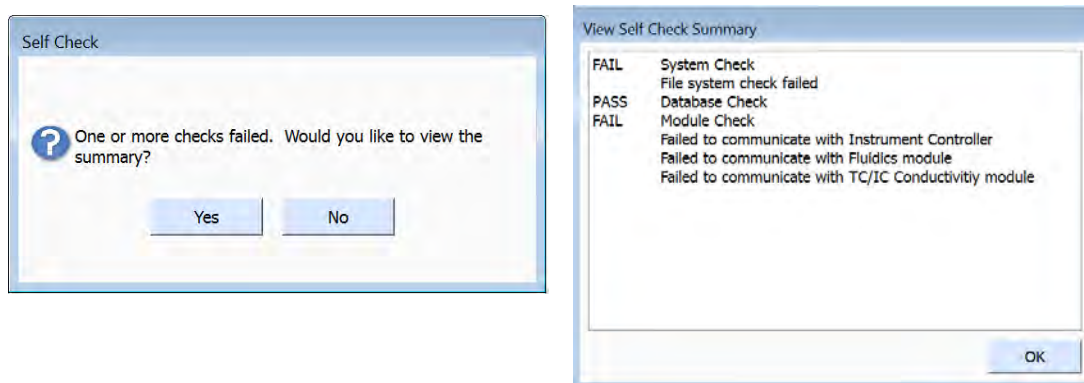 Self Check
One or more checks failed. Would you like to view the
summary?
Yes
No
View Self Check Summary
FAIL System Check
File system check failed
PASS Database Check
FAIL Module Check
Failed to communicate with Instrument Controller
Failed to communicate with Fluidics module
Failed to communicate with TC/IC Conductivitiy module
OK